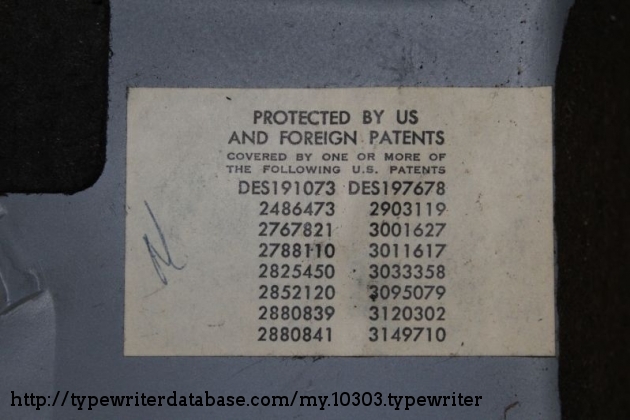 PROTECTED BY US
AND FOREIGN PATENTS
COVERED BY ONE OR MORE OF
THE FOLLOWING U.S. PATENTS
DES191073 DES197678
2486473 2903119
2767821 3001627
2788110 3011617
2825450 3033358
2852120 3095079
2880839 3120302
2880841 3149710
http://typewriterdatabase.com/my.10303.typewriter